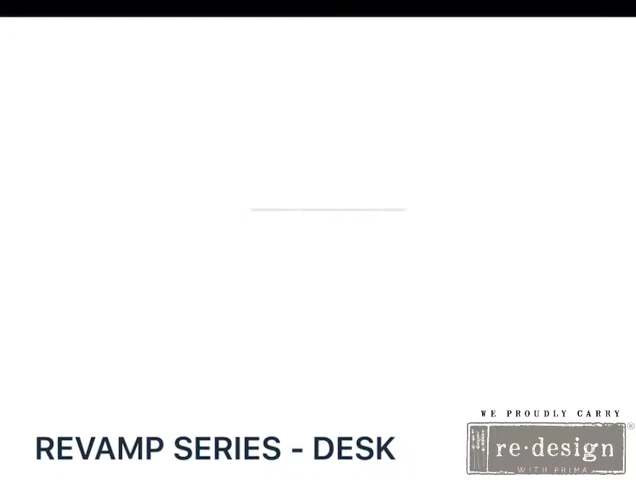 WE PROUDLY CARRY
re·design
®
WITH PRIMA
REVAMP SERIES - DESK